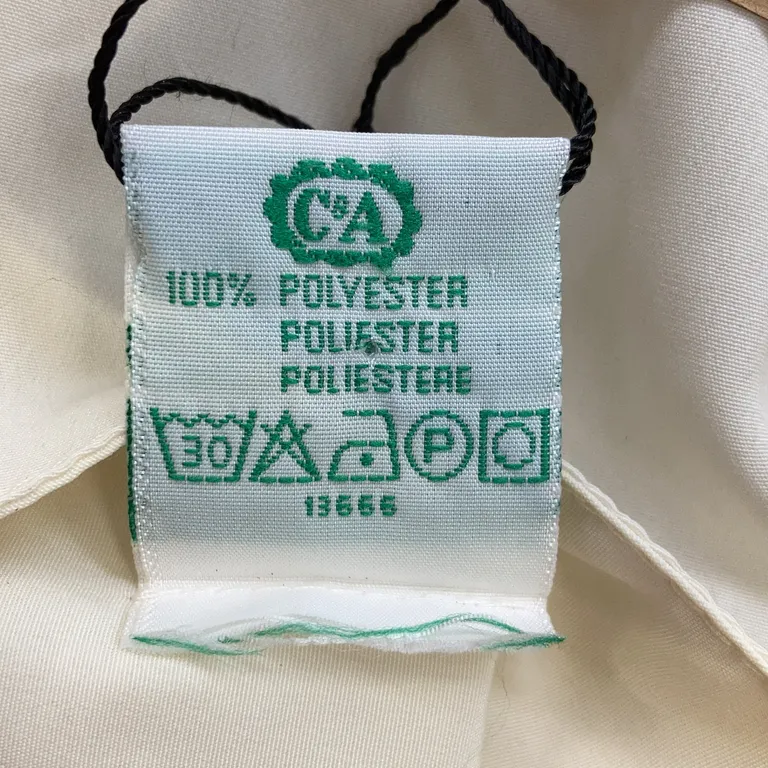 C&A
100% POLYESTER
POLIESTER
POLIESTERE
30 P
13666